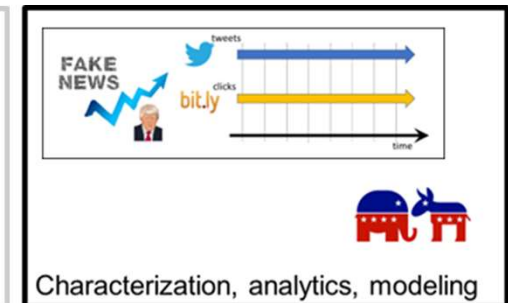 tweets
FAKE
NEWS
clicks
bit.ly
time
Characterization, analytics, modeling